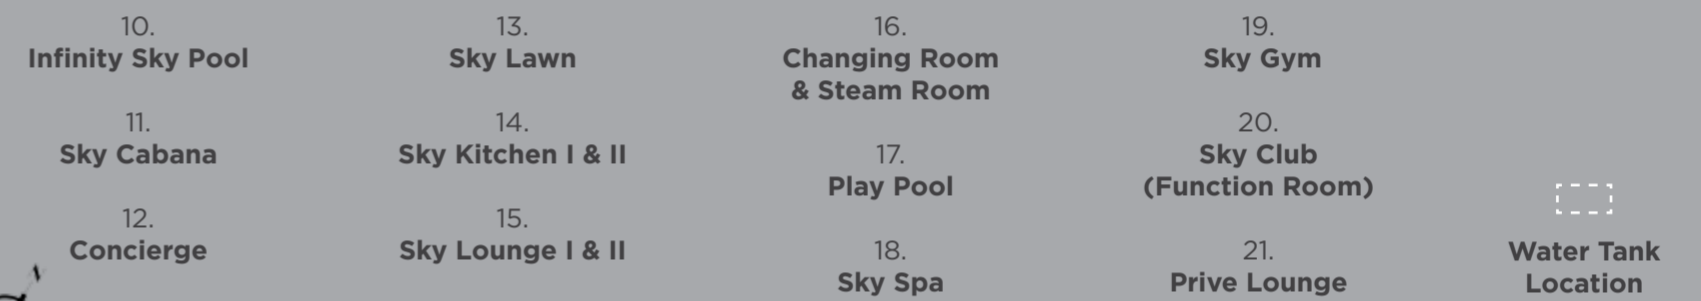 10.
Infinity Sky Pool
11.
Sky Cabana
12.
Concierge
13.
Sky Lawn
14.
Sky Kitchen I & II
15.
Sky Lounge I & II
16.
Changing Room
& Steam Room
17.
Play Pool
18.
Sky Spa
19.
Sky Gym
20.
Sky Club
(Function Room)
21.
Prive Lounge
Water Tank
Location